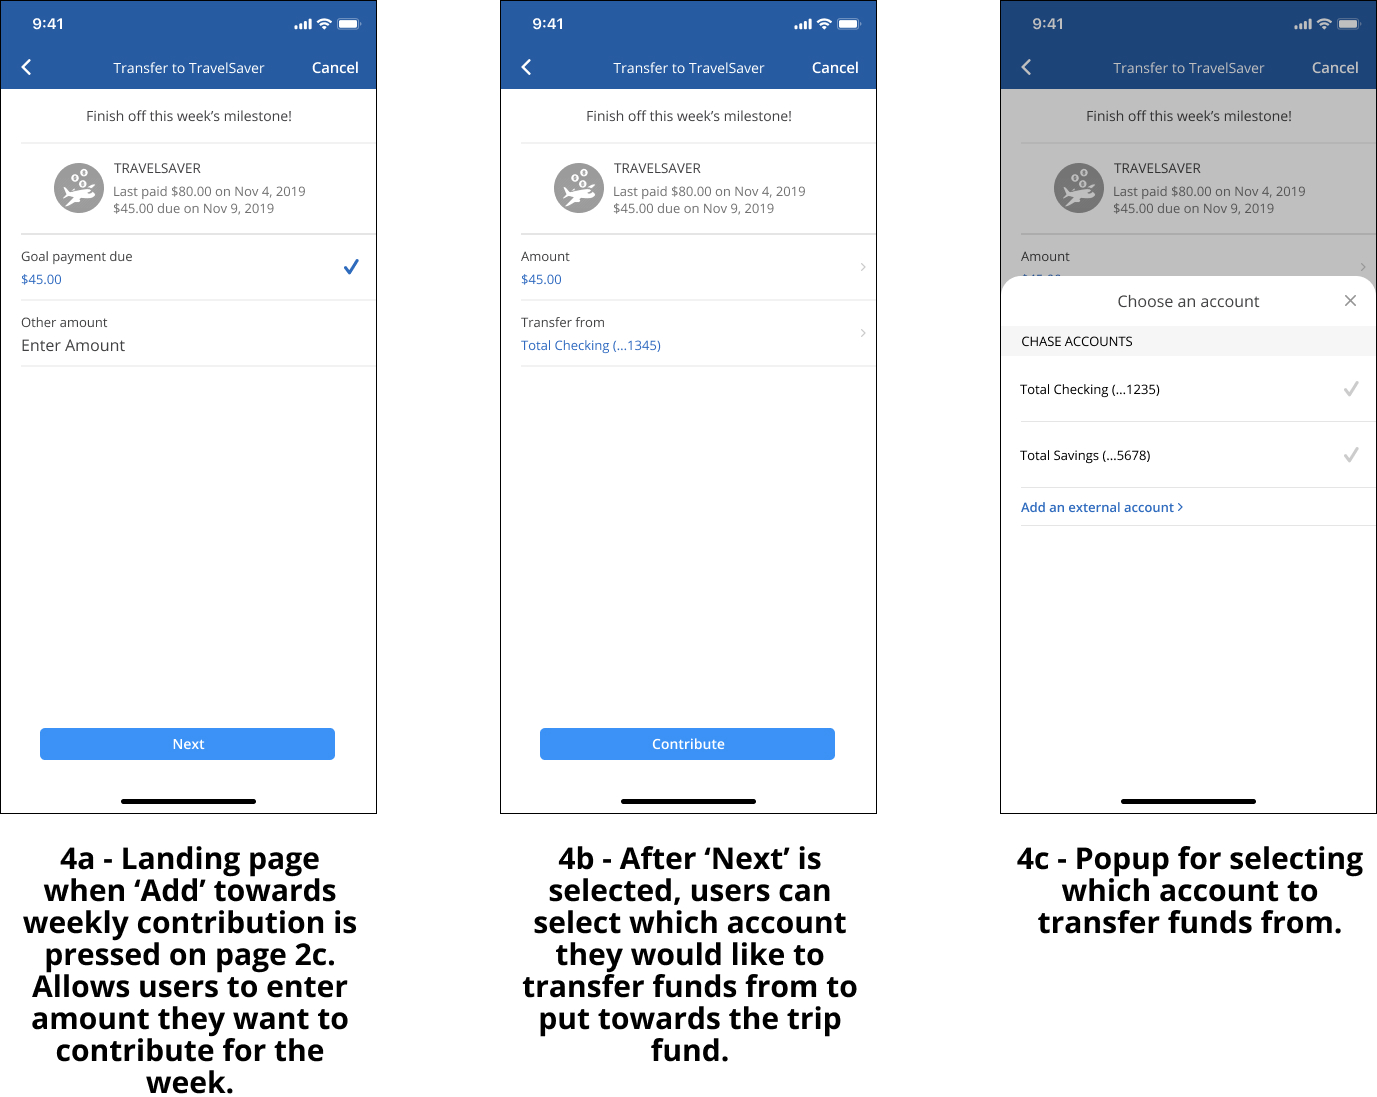 9:41
Transfer to TravelSaver
Cancel
Finish off this week's milestone!
TRAVELSAVER
Last paid $80.00 on Nov 4, 2019
$45.00 due on Nov 9, 2019
Goal payment due
$45.00
Other amount
Enter Amount
Next
4a - Landing page
when ‘Add’ towards
weekly contribution is
pressed on page 2c.
Allows users to enter
amount they want to
contribute for the
week.
9:41
Transfer to TravelSaver
Cancel
Finish off this week's milestone!
TRAVELSAVER
Last paid $80.00 on Nov 4, 2019
$45.00 due on Nov 9, 2019
Amount
$45.00
Transfer from
Total Checking (...1345)
Contribute
4b - After ‘Next’ is
selected, users can
select which account
they would like to
transfer funds from to
put towards the trip
fund.
9:41
Transfer to TravelSaver
Cancel
Finish off this week's milestone!
TRAVELSAVER
Last paid $80.00 on Nov 4, 2019
$45.00 due on Nov 9, 2019
Amount
Choose an account
CHASE ACCOUNTS
Total Checking (...1235)
Total Savings (...5678)
Add an external account
4c - Popup for selecting
which account to
transfer funds from.